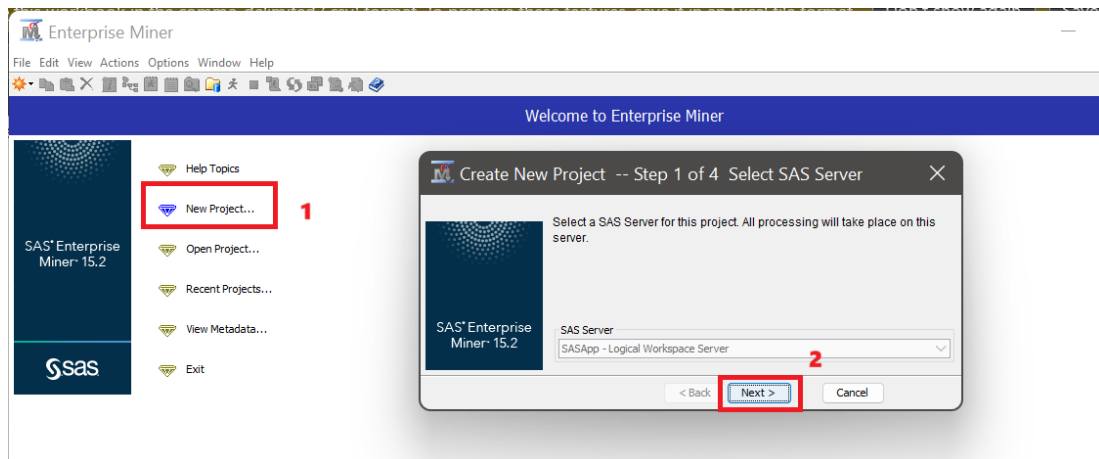 Enterprise Miner
File Edit View Actions Options Window Help
Welcome to Enterprise Miner
Help Topics
New Project...
1
Open Project...
Recent Projects...
View Metadata...
Exit
SAS® Enterprise
Miner™ 15.2
sas
Create New Project -- Step 1 of 4 Select SAS Server
Select a SAS Server for this project. All processing will take place on this
server.
SAS® Enterprise
Miner™ 15.2
SAS Server
SASApp - Logical Workspace Server
2
< Back
Next >
Cancel